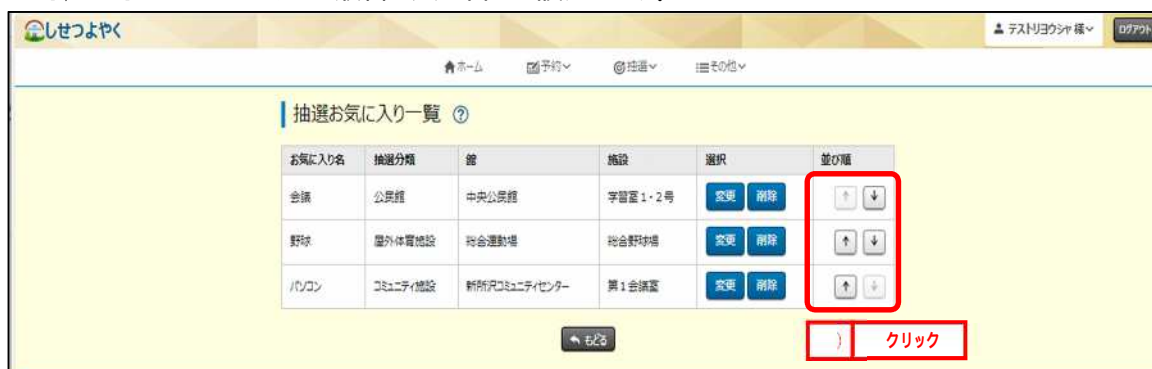 しせつよやく
テストリヨウシャ 様
ログアウト
ホーム 予約 抽選 その他
抽選お気に入り一覧 ?
お気に入り名 抽選分類 館 施設 選択 並び順
会議 公民館 中央公民館 学習室1・2号 変更 削除 ↑ ↓
野球 屋外体育施設 総合運動場 総合野球場 変更 削除 ↑ ↓
パソコン コミュニティ施設 新所沢コミュニティセンター 第1会議室 変更 削除 ↑ ↓
もどる
) クリック